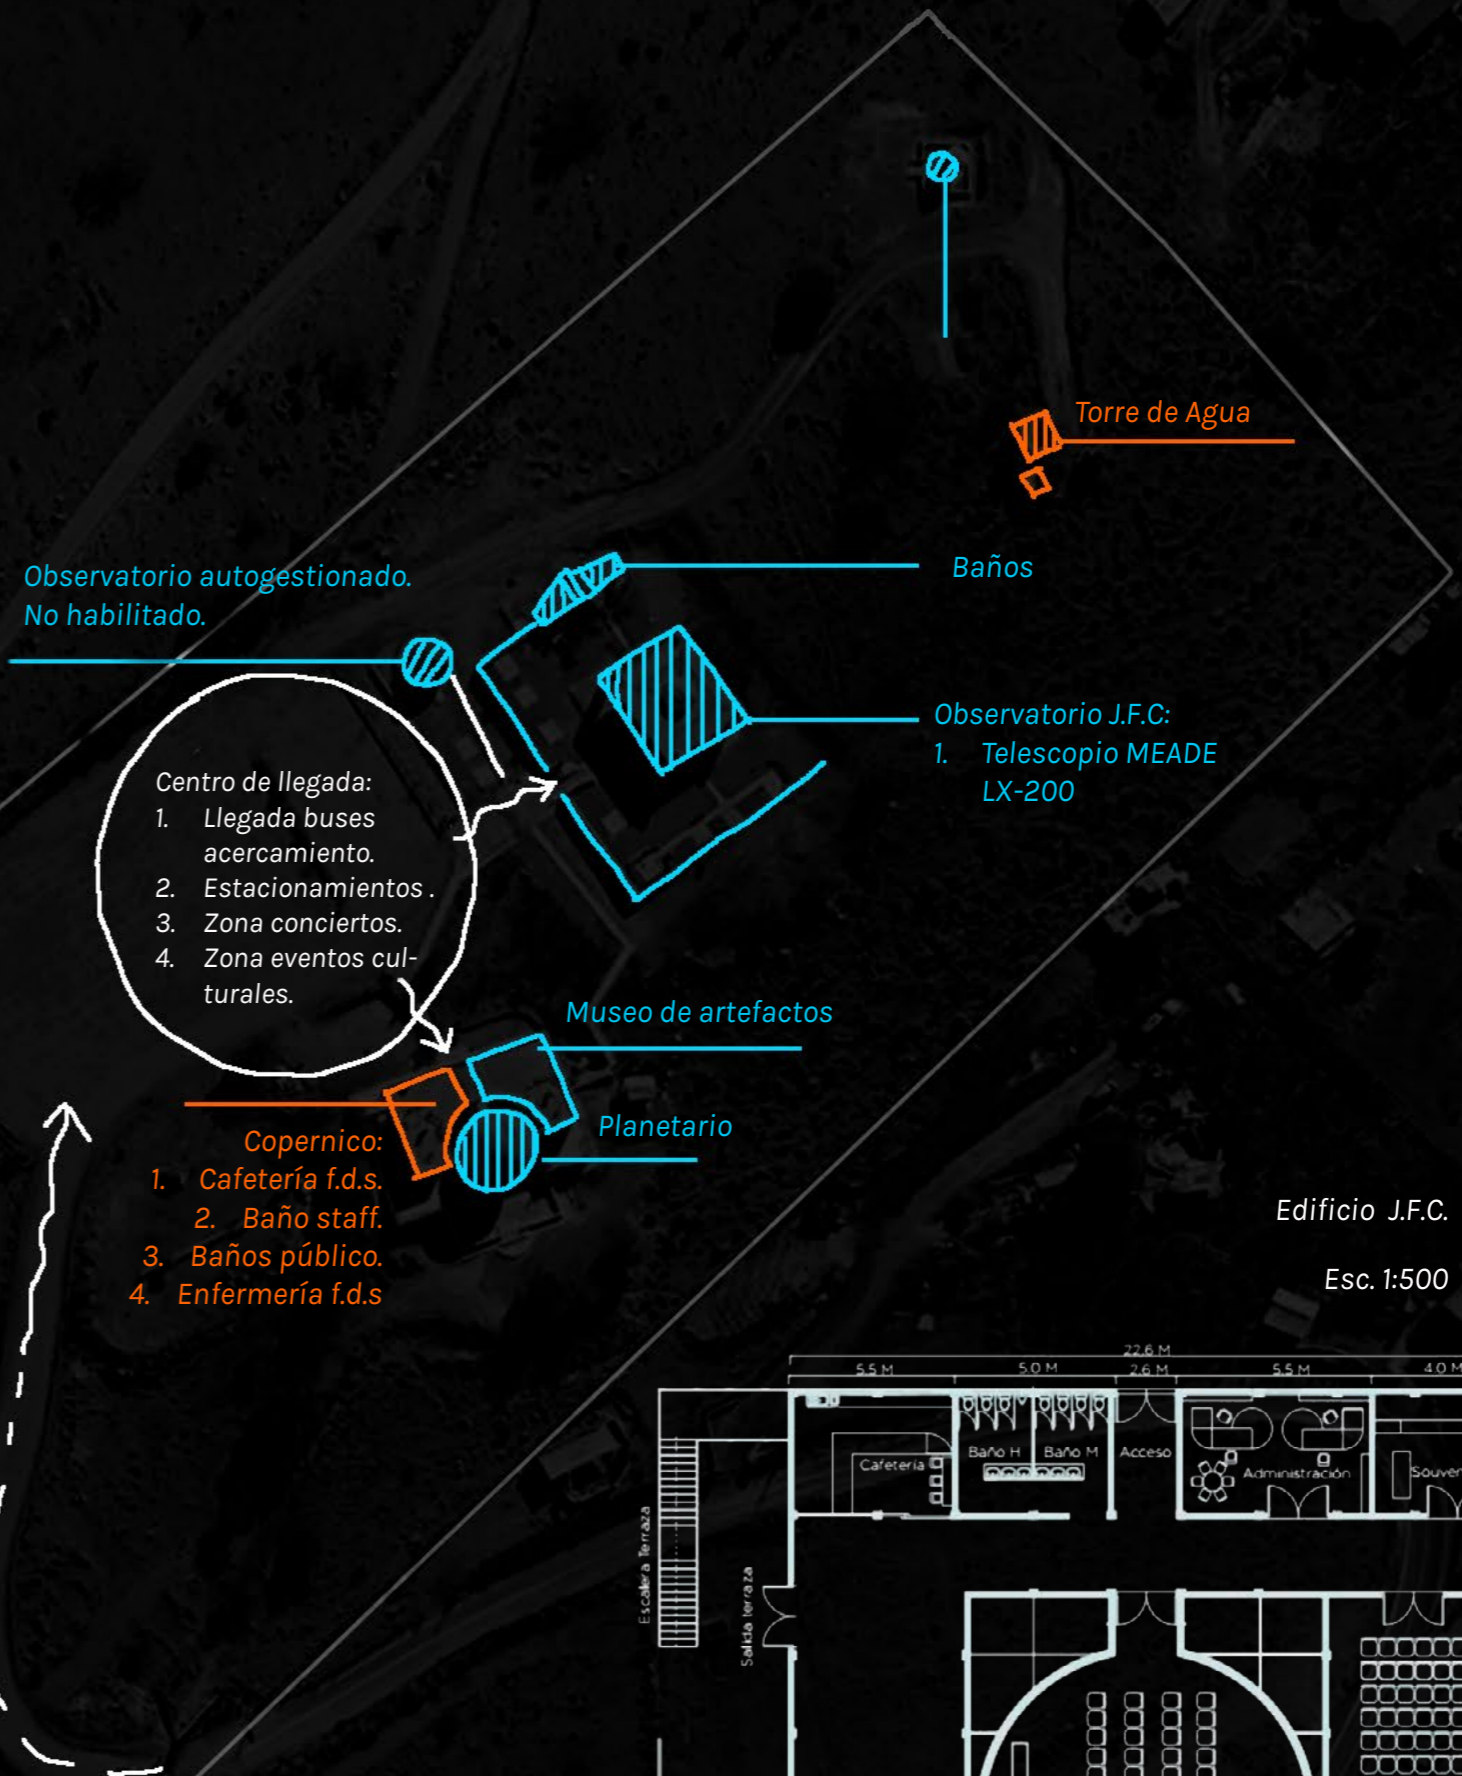 Torre de Agua
Observatorio autogestionado.
No habilitado.
Baños
Observatorio J.F.C:
1. Telescopio MEADE
LX-200
Centro de llegada:
1. Llegada buses
acercamiento.
2. Estacionamientos .
3. Zona conciertos.
4. Zona eventos cul-
turales.
Museo de artefactos
Planetario
Copernico:
1. Cafetería f.d.s.
2. Baño staff.
3. Baños público.
4. Enfermería f.d.s
Edificio J.F.C.
Esc. 1:500
22.6 M
5.5 M
5.0 M
2.6 M
5.5 M
4.0 M
Cafetería
Baño H
Baño M
Acceso
Administración
Souven
Escalera Terraza
Salida terraza